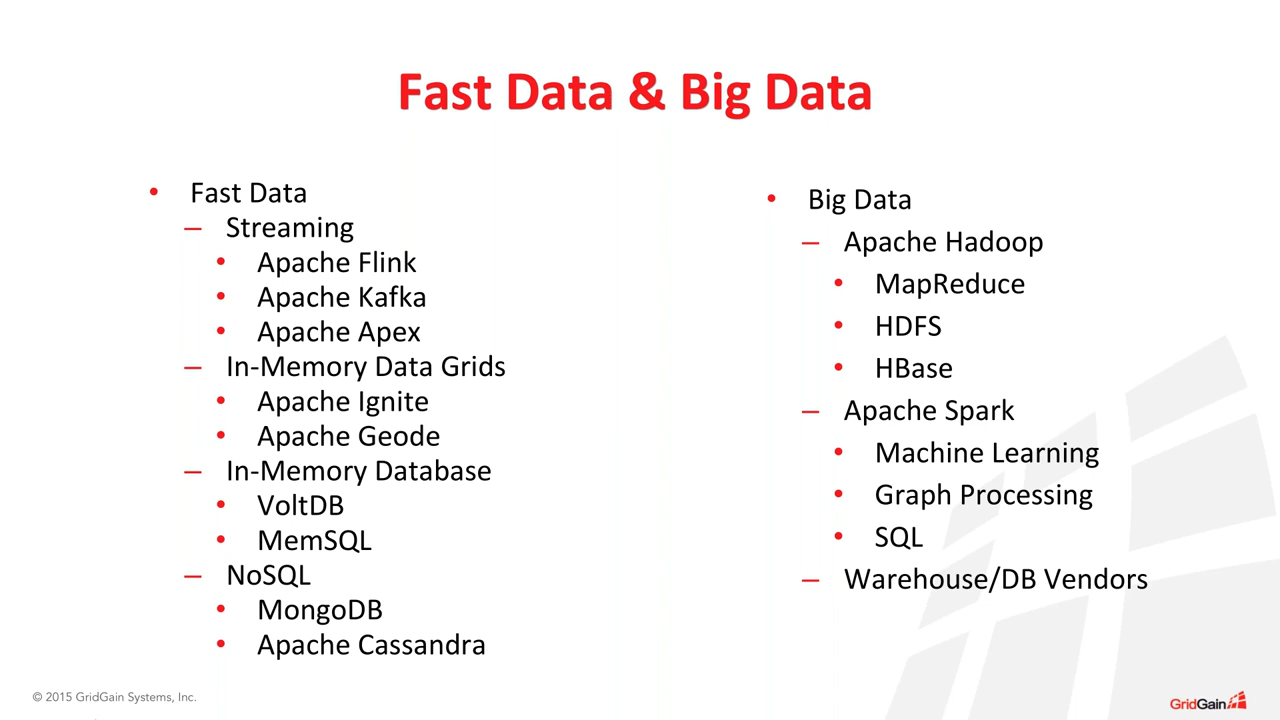 Fast Data & Big Data
• Fast Data
– Streaming
• Apache Flink
• Apache Kafka
• Apache Apex
– In-Memory Data Grids
• Apache Ignite
• Apache Geode
– In-Memory Database
• VoltDB
• MemSQL
– NoSQL
• MongoDB
• Apache Cassandra
• Big Data
– Apache Hadoop
• MapReduce
• HDFS
• HBase
– Apache Spark
• Machine Learning
• Graph Processing
• SQL
– Warehouse/DB Vendors
© 2015 GridGain Systems, Inc.
GridGain